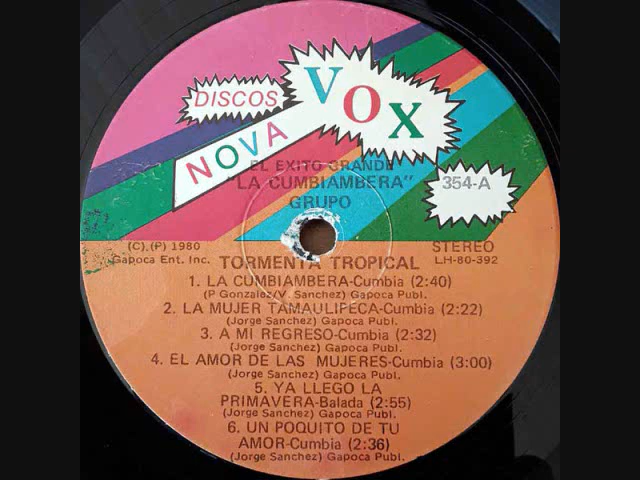 DISCOS
NOVA
VOX
EL EXITO GRANDE
"LA CUMBIAMBERA"
GRUPO
354-A
(C),(P) 1980
Gapoca Ent. Inc.
STEREO
LH-80-392
TORMENTA TROPICAL
1. LA CUMBIAMBERA-Cumbia (2:40)
(P Gonzalez/V. Sanchez) Gapoca Publ.
2. LA MUJER TAMAULIPECA-Cumbia (2:22)
(Jorge Sanchez) Gapoca Publ.
3. A MI REGRESO-Cumbia (2:32)
(Jorge Sanchez) Gapoca Publ.
4. EL AMOR DE LAS MUJERES-Cumbia (3:00)
(Jorge Sanchez) Gapoca Publ.
5. YA LLEGO LA
PRIMAVERA-Balada (2:55)
(Jorge Sanchez) Gapoca Publ.
6. UN POQUITO DE TU
AMOR-Cumbia (2:36)
(Jorge Sanchez) Gapoca Publ.